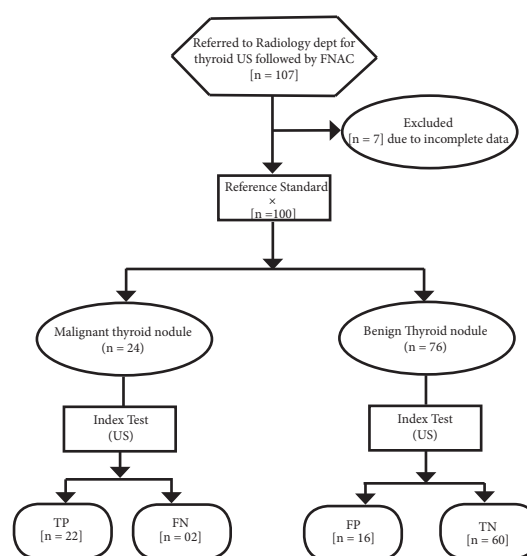 Referred to Radiology dept for
thyroid US followed by FNAC
[n = 107]
Excluded
[n = 7] due to incomplete data
Reference Standard
×
[n =100]
Malignant thyroid nodule
(n = 24)
Benign Thyroid nodule
(n = 76)
Index Test
(US)
Index Test
(US)
TP
[n = 22]
FN
[n = 02]
FP
[n = 16]
TN
[n = 60]